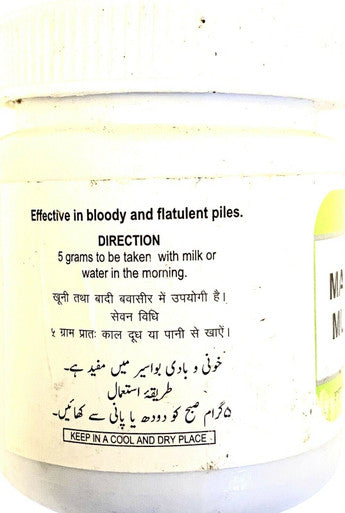 Effective in bloody and flatulent piles.
DIRECTION
5 grams to be taken with milk or
water in the morning.
खूनी तथा बादी बवासीर में उपयोगी है।
सेवन विधि
५ ग्राम प्रातः काल दूध या पानी से खाऐं।
خونی و بادی بواسیر میں مفید ہے۔
طریقۂ استعمال
۵گرام صبح کو دودھ یا پانی سے کھائیں۔
KEEP IN A COOL AND DRY PLACE